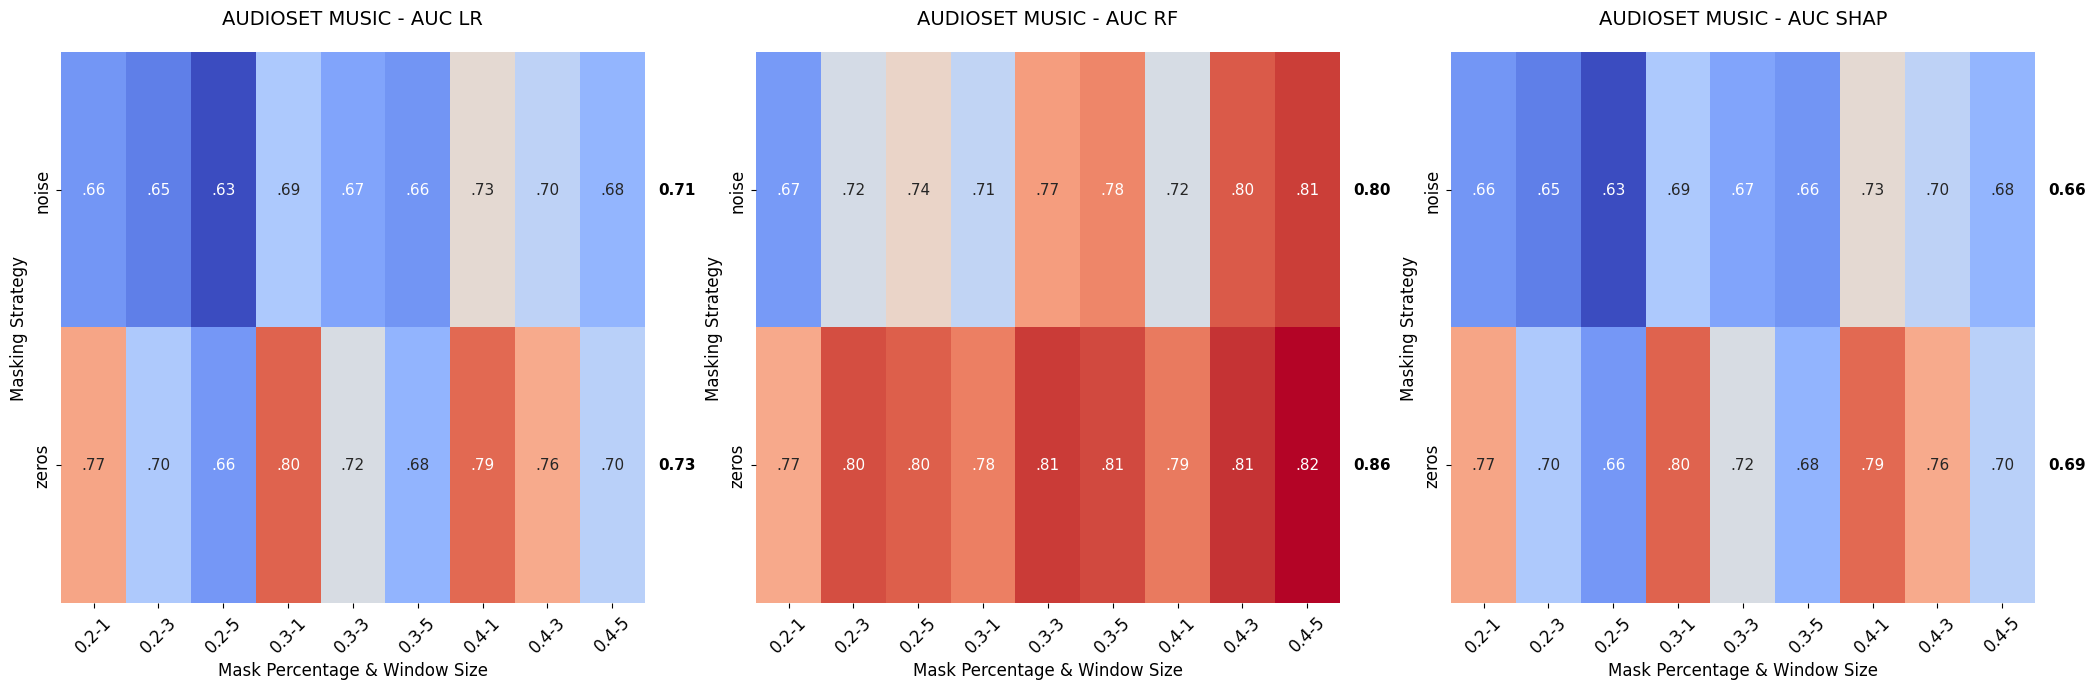 AUDIOSET MUSIC - AUC LR
Masking Strategy
noise
.66 .65 .63 .69 .67 .66 .73 .70 .68 0.71
zeros
.77 .70 .66 .80 .72 .68 .79 .76 .70 0.73
0.2-1 0.2-3 0.2-5 0.3-1 0.3-3 0.3-5 0.4-1 0.4-3 0.4-5
Mask Percentage & Window Size
AUDIOSET MUSIC - AUC RF
Masking Strategy
noise
.67 .72 .74 .71 .77 .78 .72 .80 .81 0.80
zeros
.77 .80 .80 .78 .81 .81 .79 .81 .82 0.86
0.2-1 0.2-3 0.2-5 0.3-1 0.3-3 0.3-5 0.4-1 0.4-3 0.4-5
Mask Percentage & Window Size
AUDIOSET MUSIC - AUC SHAP
Masking Strategy
noise
.66 .65 .63 .69 .67 .66 .73 .70 .68 0.66
zeros
.77 .70 .66 .80 .72 .68 .79 .76 .70 0.69
0.2-1 0.2-3 0.2-5 0.3-1 0.3-3 0.3-5 0.4-1 0.4-3 0.4-5
Mask Percentage & Window Size